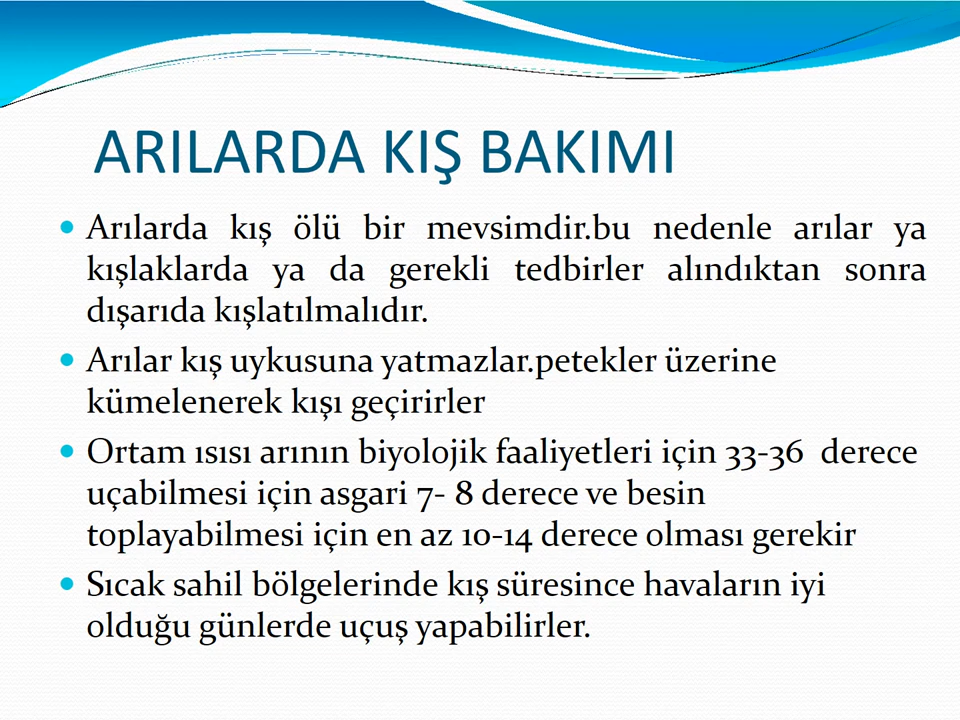 ARILARDA KIŞ BAKIMI
Arılarda kış ölü bir mevsimdir.bu nedenle arılar ya
kışlaklarda ya da gerekli tedbirler alındıktan sonra
dışarıda kışlatılmalıdır.
Arılar kış uykusuna yatmazlar.petekler üzerine
kümelenerek kışı geçirirler
Ortam ısısı arının biyolojik faaliyetleri için 33-36 derece
uçabilmesi için asgari 7- 8 derece ve besin
toplayabilmesi için en az 10-14 derece olması gerekir
Sıcak sahil bölgelerinde kış süresince havaların iyi
olduğu günlerde uçuş yapabilirler.